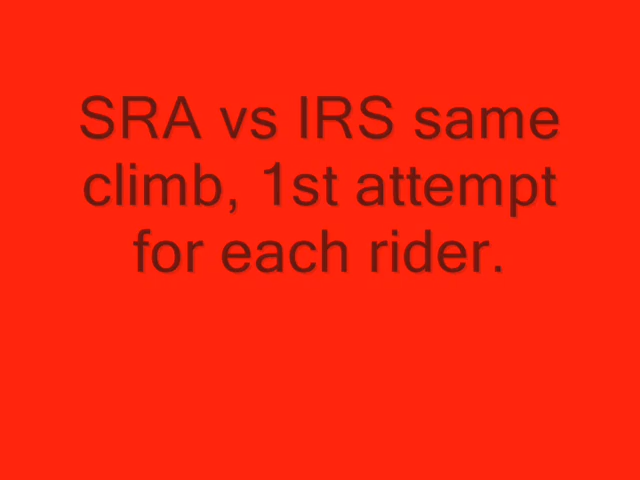 SRA vs IRS same
climb, 1st attempt
for each rider.